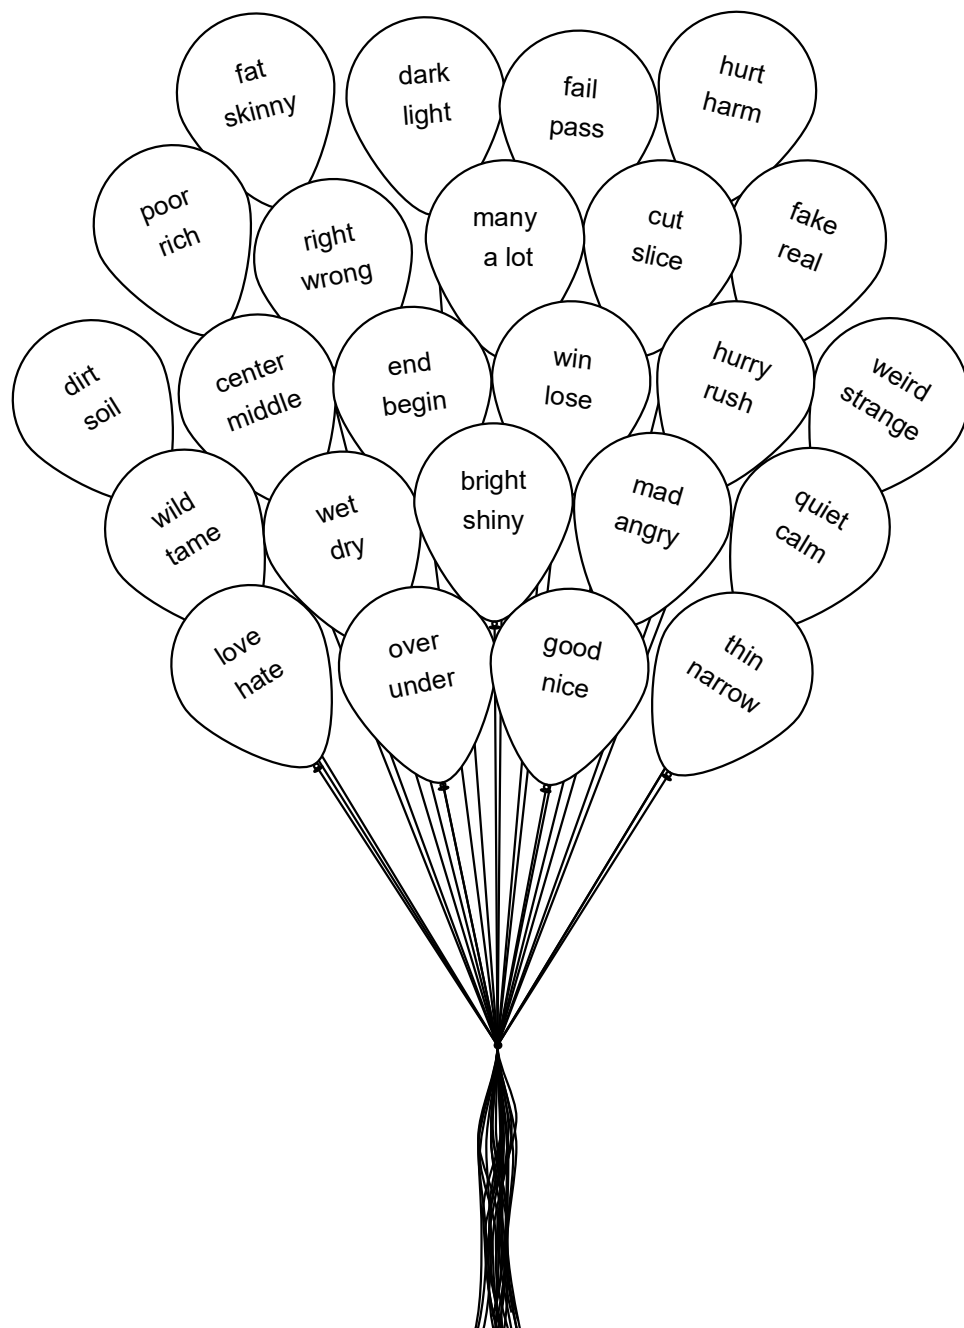 fat
skinny
dark
light
fail
pass
hurt
harm
poor
rich
right
wrong
many
a lot
cut
slice
fake
real
dirt
soil
center
middle
end
begin
win
lose
hurry
rush
weird
strange
wild
tame
wet
dry
bright
shiny
mad
angry
quiet
calm
love
hate
over
under
good
nice
thin
narrow